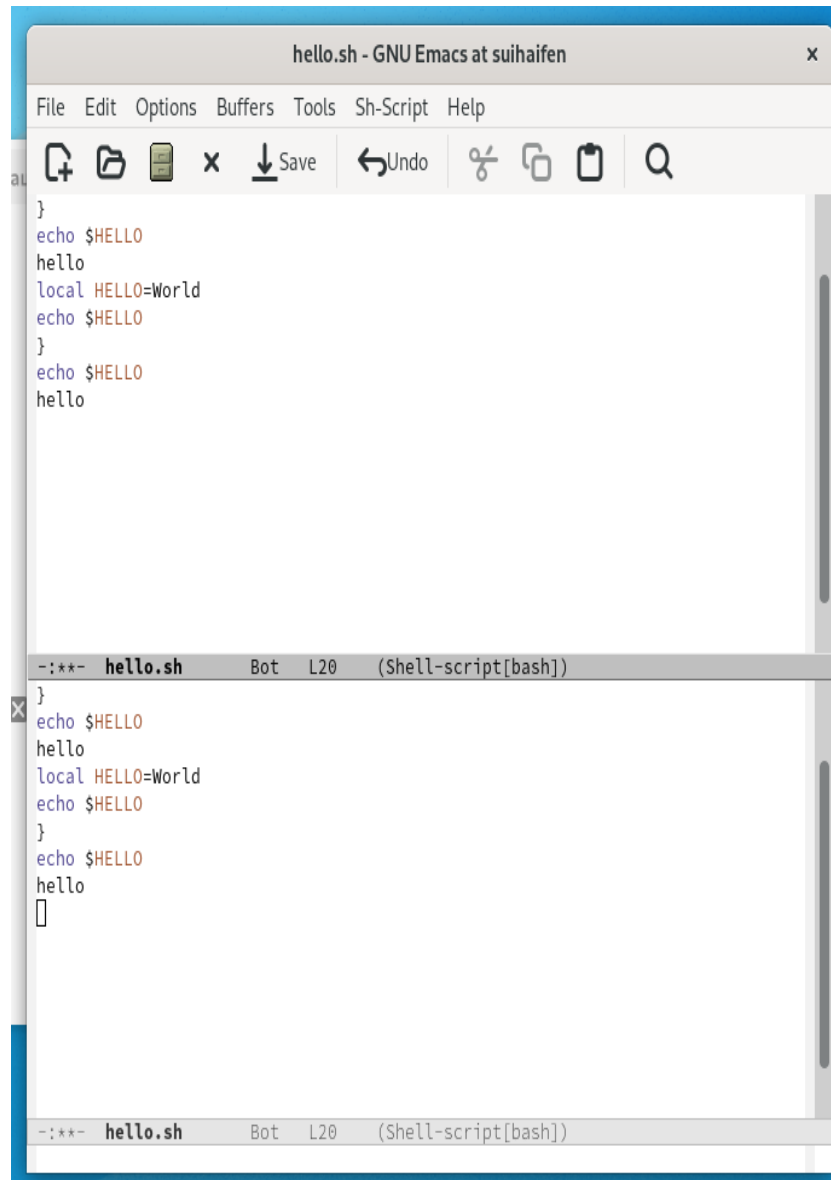 hello.sh - GNU Emacs at suihaifen x
File Edit Options Buffers Tools Sh-Script Help
Save Undo
}
echo $HELLO
hello
local HELLO=World
echo $HELLO
}
echo $HELLO
hello
-:**- hello.sh Bot L20 (Shell-script[bash])
}
echo $HELLO
hello
local HELLO=World
echo $HELLO
}
echo $HELLO
hello
-:**- hello.sh Bot L20 (Shell-script[bash])